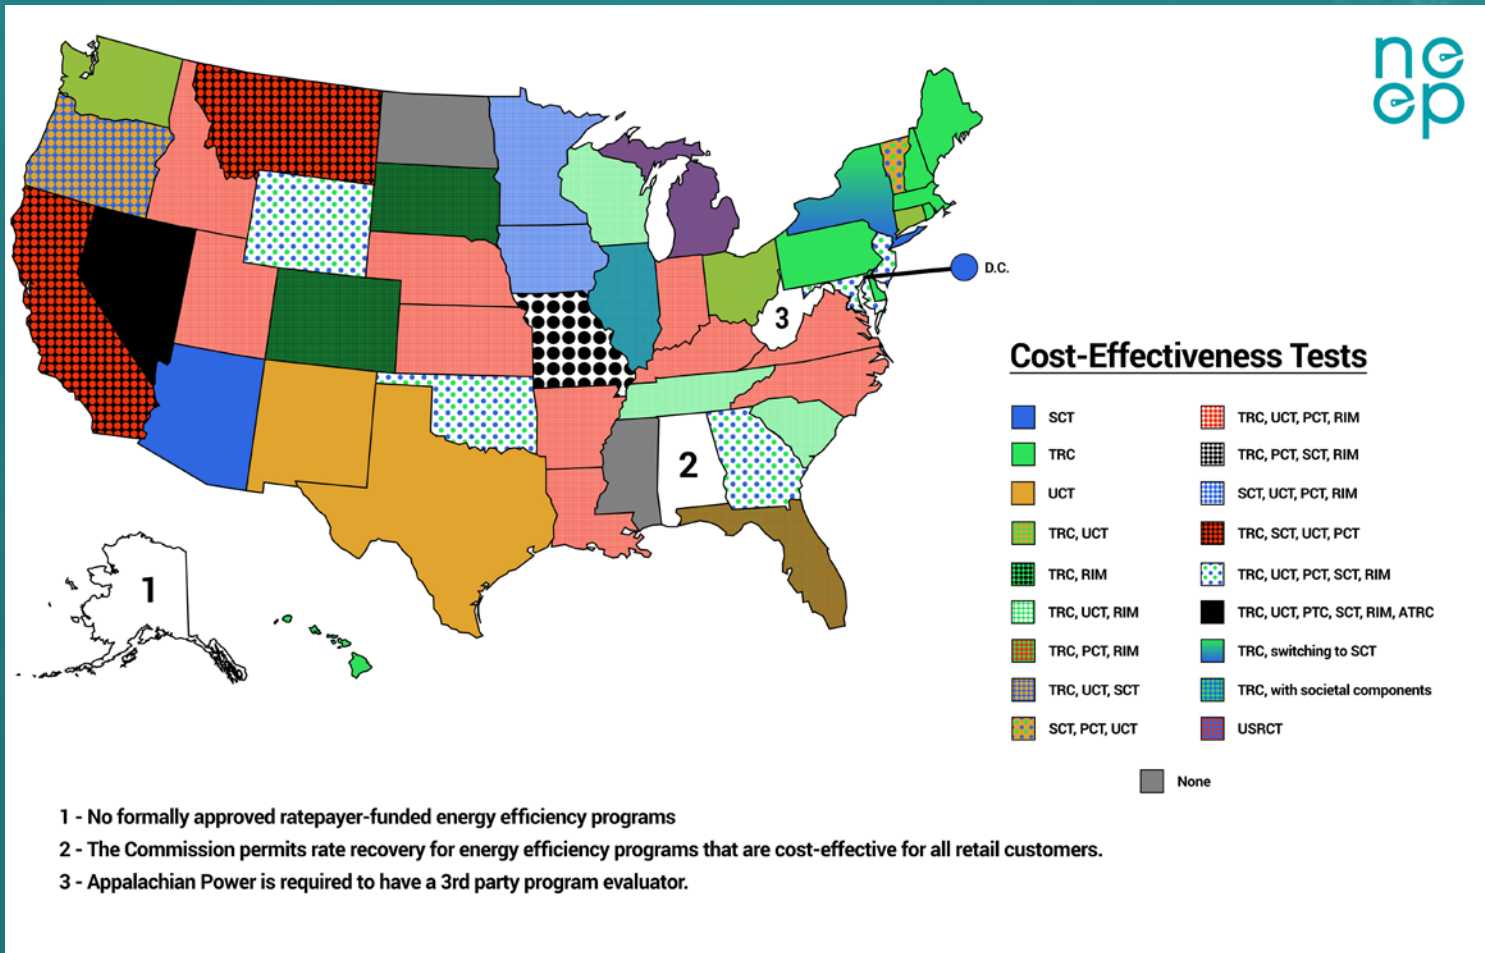 ne
ep
D.C.
3
2
1
Cost-Effectiveness Tests
SCT
TRC
UCT
TRC, UCT
TRC, RIM
TRC, UCT, RIM
TRC, PCT, RIM
TRC, UCT, SCT
SCT, PCT, UCT
TRC, UCT, PCT, RIM
TRC, PCT, SCT, RIM
SCT, UCT, PCT, RIM
TRC, SCT, UCT, PCT
TRC, UCT, PCT, SCT, RIM
TRC, UCT, PTC, SCT, RIM, ATRC
TRC, switching to SCT
TRC, with societal components
USRCT
None
1 - No formally approved ratepayer-funded energy efficiency programs
2 - The Commission permits rate recovery for energy efficiency programs that are cost-effective for all retail customers.
3 - Appalachian Power is required to have a 3rd party program evaluator.